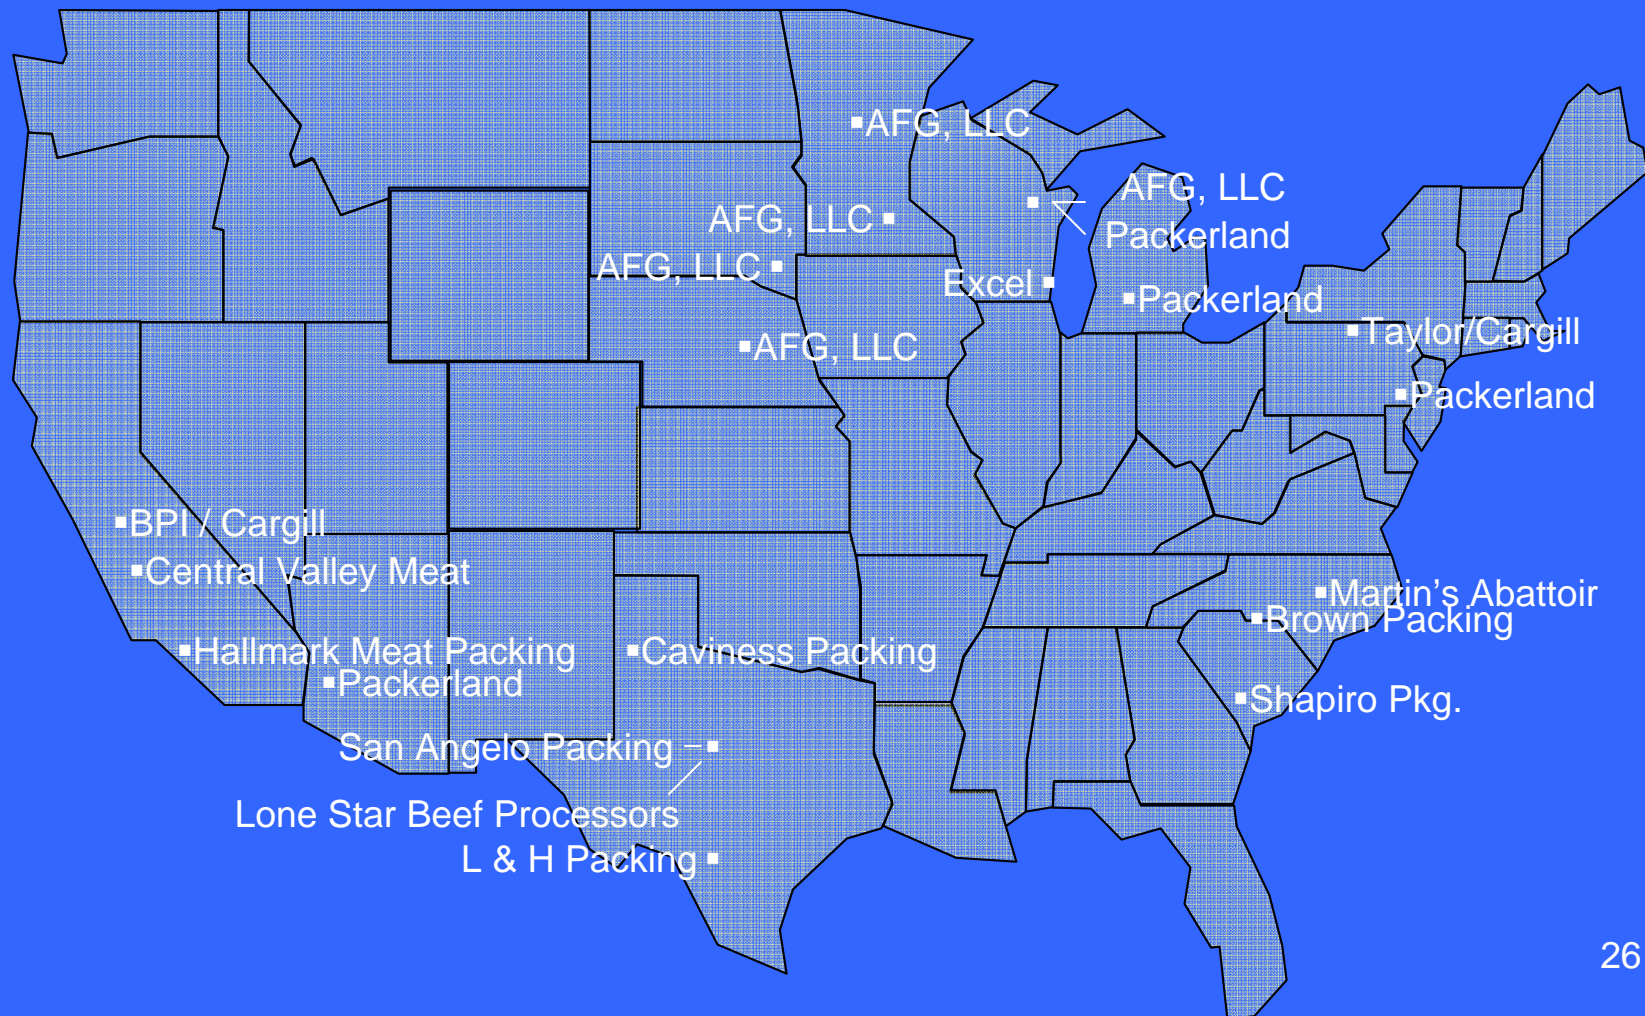 AFG, LLC
AFG, LLC
Packerland
AFG, LLC
AFG, LLC
Excel
Packerland
Taylor/Cargill
AFG, LLC
Packerland
BPI / Cargill
Central Valley Meat
Martin's Abattoir
Brown Packing
Hallmark Meat Packing
Caviness Packing
Packerland
Shapiro Pkg.
San Angelo Packing
Lone Star Beef Processors
L & H Packing
26